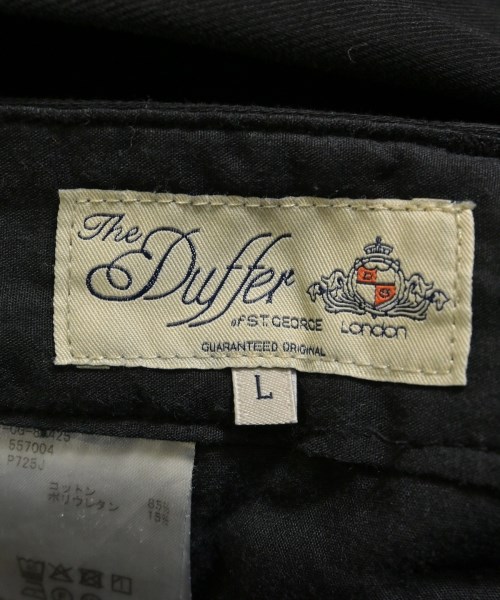 The Duffer
of ST. GEORGE
London
GUARANTEED ORIGINAL
L
557004
P725J
コットン 85%
ポリウレタン 15%